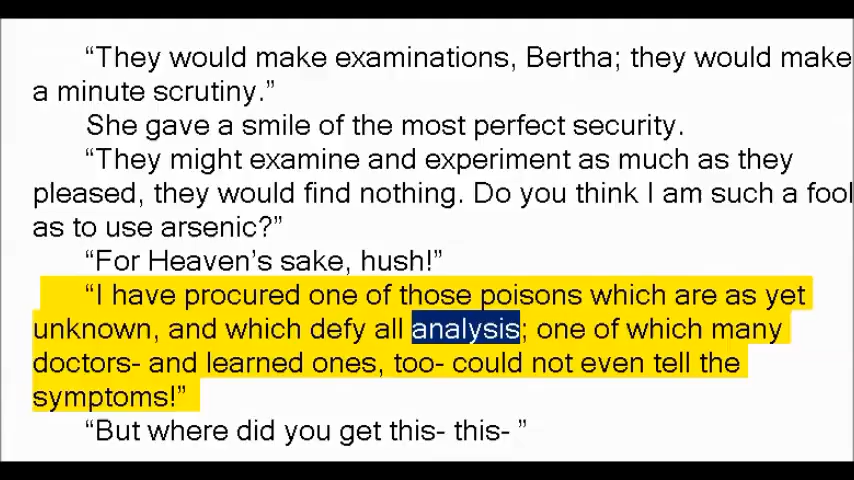 “They would make examinations, Bertha; they would make
a minute scrutiny.”
She gave a smile of the most perfect security.
“They might examine and experiment as much as they
pleased, they would find nothing. Do you think I am such a fool
as to use arsenic?”
“For Heaven’s sake, hush!”
“I have procured one of those poisons which are as yet
unknown, and which defy all analysis; one of which many
doctors- and learned ones, too- could not even tell the
symptoms!”
“But where did you get this- this- ”